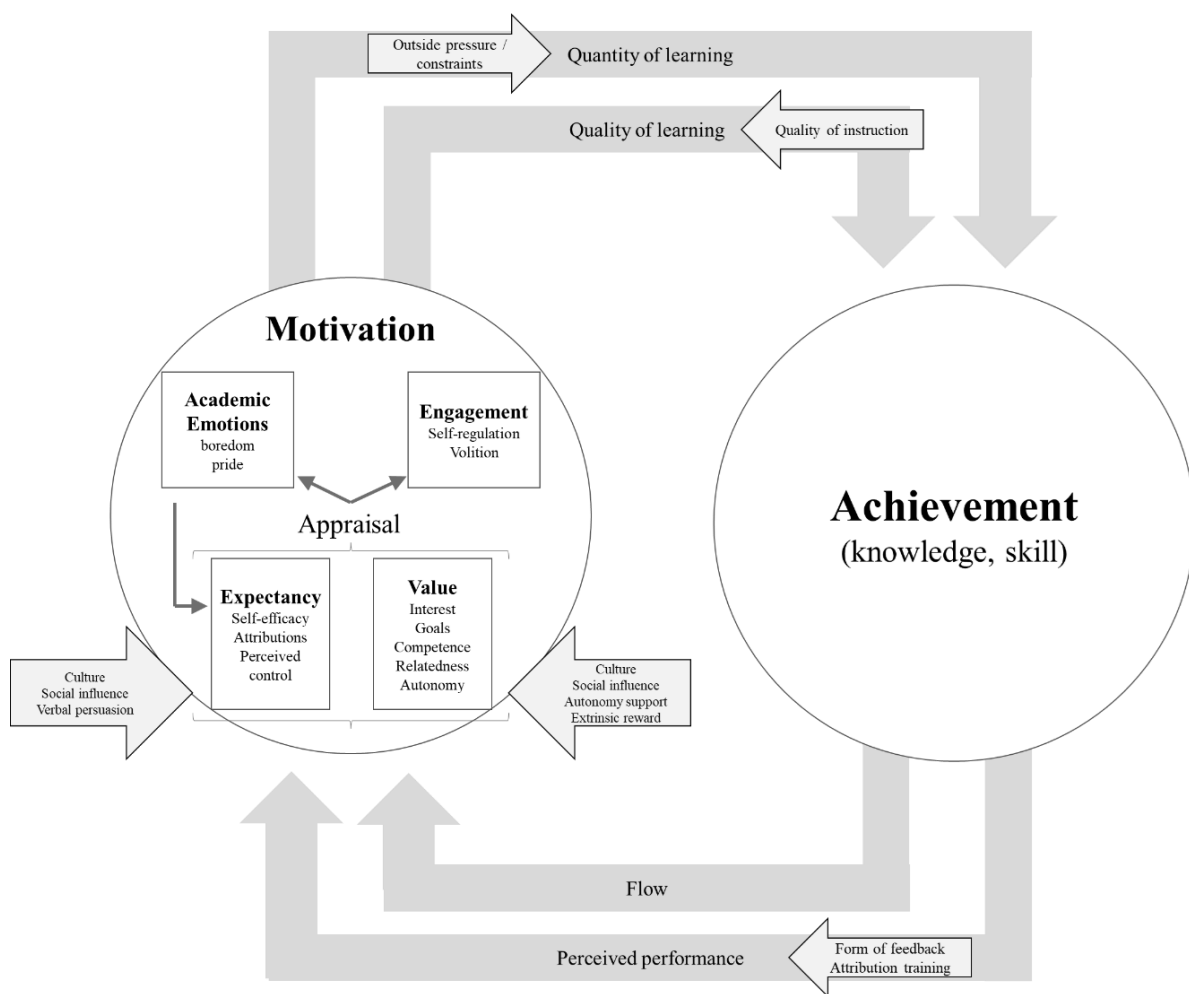 Outside pressure /
constraints
Quantity of learning
Quality of learning
Quality of instruction
Motivation
Academic
Emotions
boredom
pride
Engagement
Self-regulation
Volition
Appraisal
Expectancy
Self-efficacy
Attributions
Perceived
control
Value
Interest
Goals
Competence
Relatedness
Autonomy
Culture
Social influence
Verbal persuasion
Culture
Social influence
Autonomy support
Extrinsic reward
Achievement
(knowledge, skill)
Flow
Perceived performance
Form of feedback
Attribution training